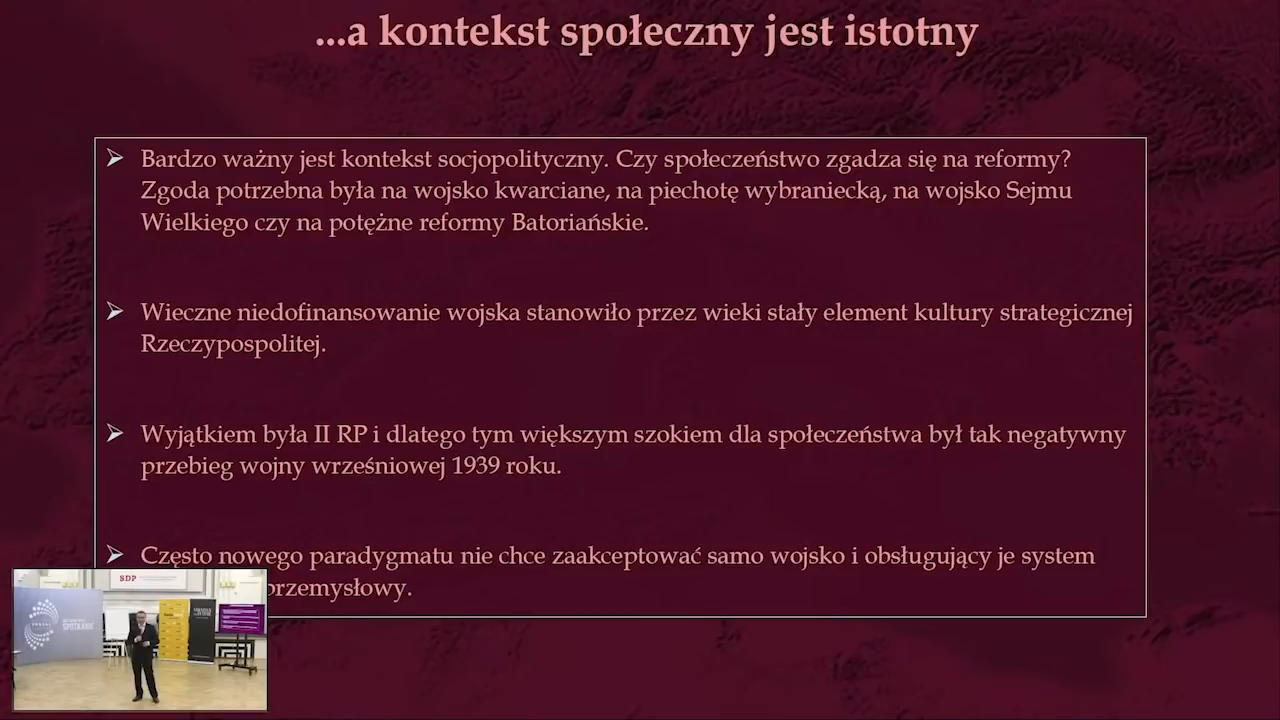 ...a kontekst społeczny jest istotny
Bardzo ważny jest kontekst socjopolityczny. Czy społeczeństwo zgadza się na reformy?
Zgoda potrzebna była na wojsko kwarciane, na piechotę wybraniecką, na wojsko Sejmu
Wielkiego czy na potężne reformy Batoriańskie.
Wieczne niedofinansowanie wojska stanowiło przez wieki stały element kultury strategicznej
Rzeczypospolitej.
Wyjątkiem była II RP i dlatego tym większym szokiem dla społeczeństwa był tak negatywny
przebieg wojny wrześniowej 1939 roku.
Często nowego paradygmatu nie chce zaakceptować samo wojsko i obsługujący je system
przemysłowy.
SDP
SPOTKANIE